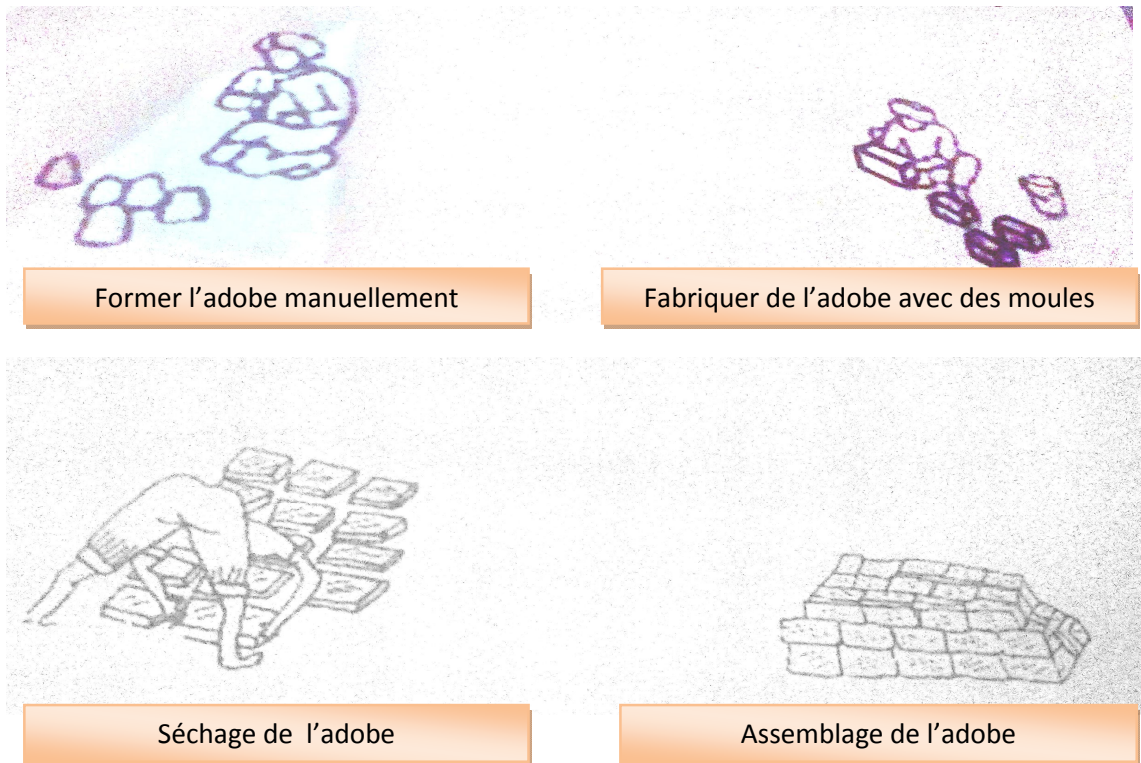 Former l’adobe manuellement
Fabriquer de l’adobe avec des moules
Séchage de l’adobe
Assemblage de l’adobe